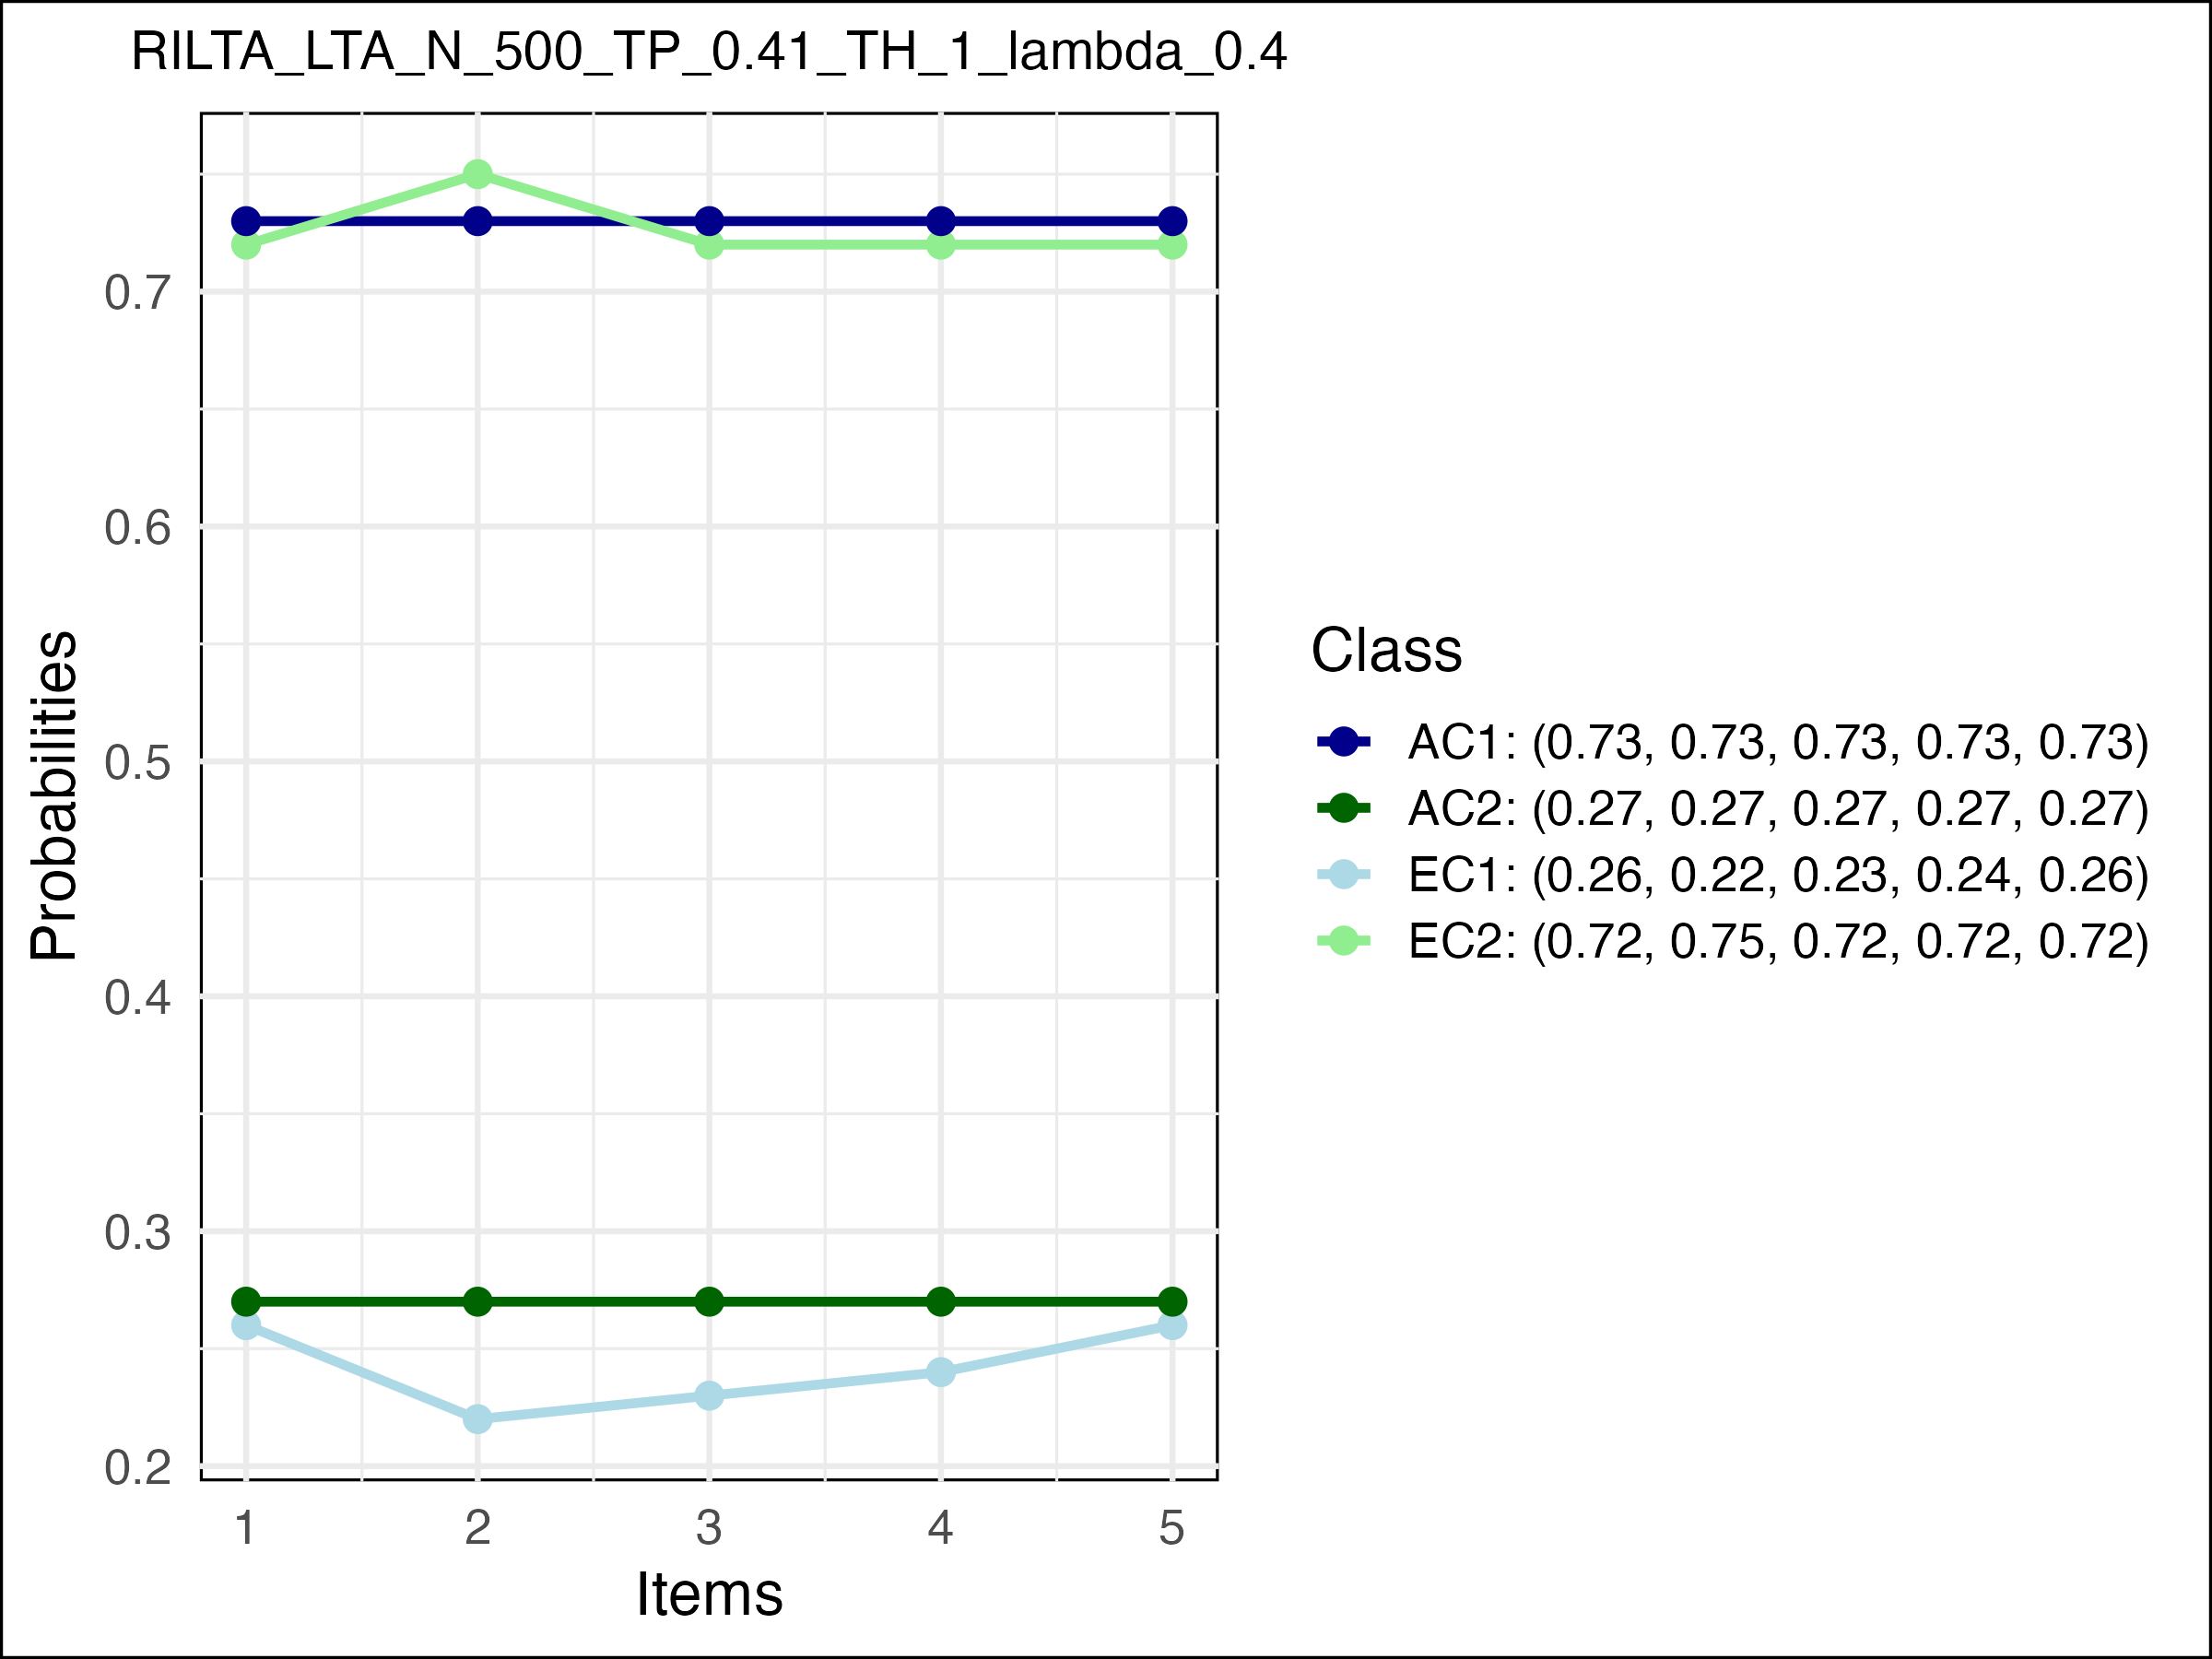 RILTA_LTA_N_500_TP_0.41_TH_1_lambda_0.4
Probabilities
0.7
0.6
0.5
0.4
0.3
0.2
1 2 3 4 5
Items
Class
AC1: (0.73, 0.73, 0.73, 0.73, 0.73)
AC2: (0.27, 0.27, 0.27, 0.27, 0.27)
EC1: (0.26, 0.22, 0.23, 0.24, 0.26)
EC2: (0.72, 0.75, 0.72, 0.72, 0.72)